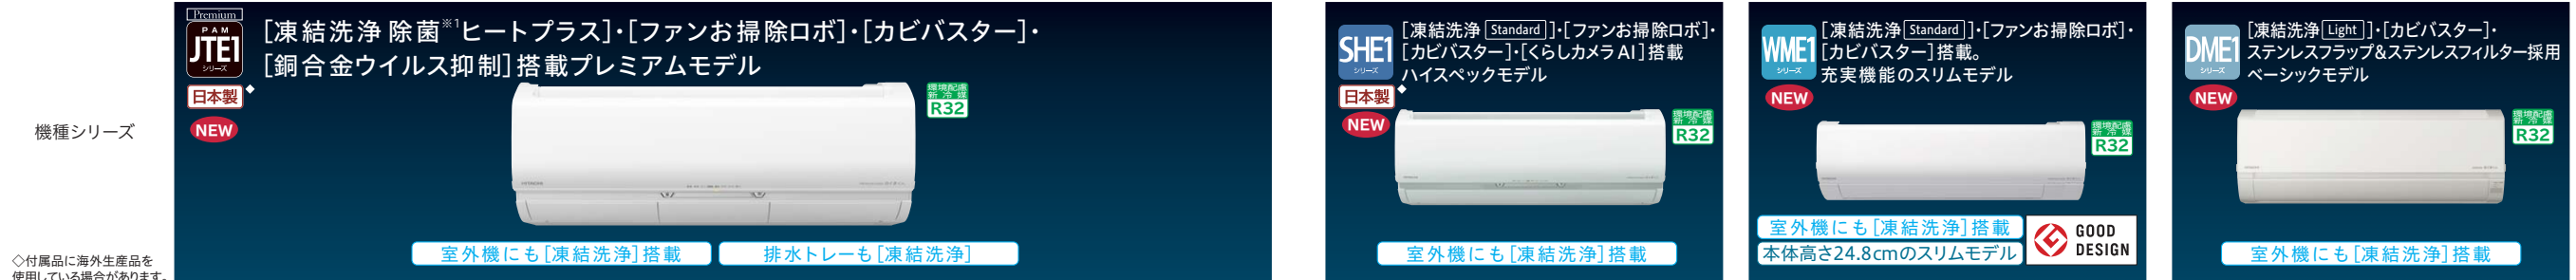 機種シリーズ
◇付属品に海外生産品を
使用している場合があります。
Premium
PAM
JTE1
シリーズ
[凍結洗浄 除菌※1ヒートプラス]・[ファンお掃除ロボ]・[カビバスター]・
[銅合金ウイルス抑制]搭載プレミアムモデル
日本製◆
NEW
環境配慮
新冷媒
R32
HITACHI
室外機にも[凍結洗浄]搭載
排水トレーも[凍結洗浄]
SHE1
シリーズ
[凍結洗浄 Standard]・[ファンお掃除ロボ]・
[カビバスター]・[くらしカメラ AI]搭載
ハイスペックモデル
日本製◆
NEW
環境配慮
新冷媒
R32
室外機にも[凍結洗浄]搭載
WME1
シリーズ
[凍結洗浄 Standard]・[ファンお掃除ロボ]・
[カビバスター]搭載。
充実機能のスリムモデル
NEW
環境配慮
新冷媒
R32
室外機にも[凍結洗浄]搭載
本体高さ24.8cmのスリムモデル
GOOD
DESIGN
DME1
シリーズ
[凍結洗浄 Light]・[カビバスター]・
ステンレスフラップ&ステンレスフィルター採用
ベーシックモデル
NEW
環境配慮
新冷媒
R32
室外機にも[凍結洗浄]搭載